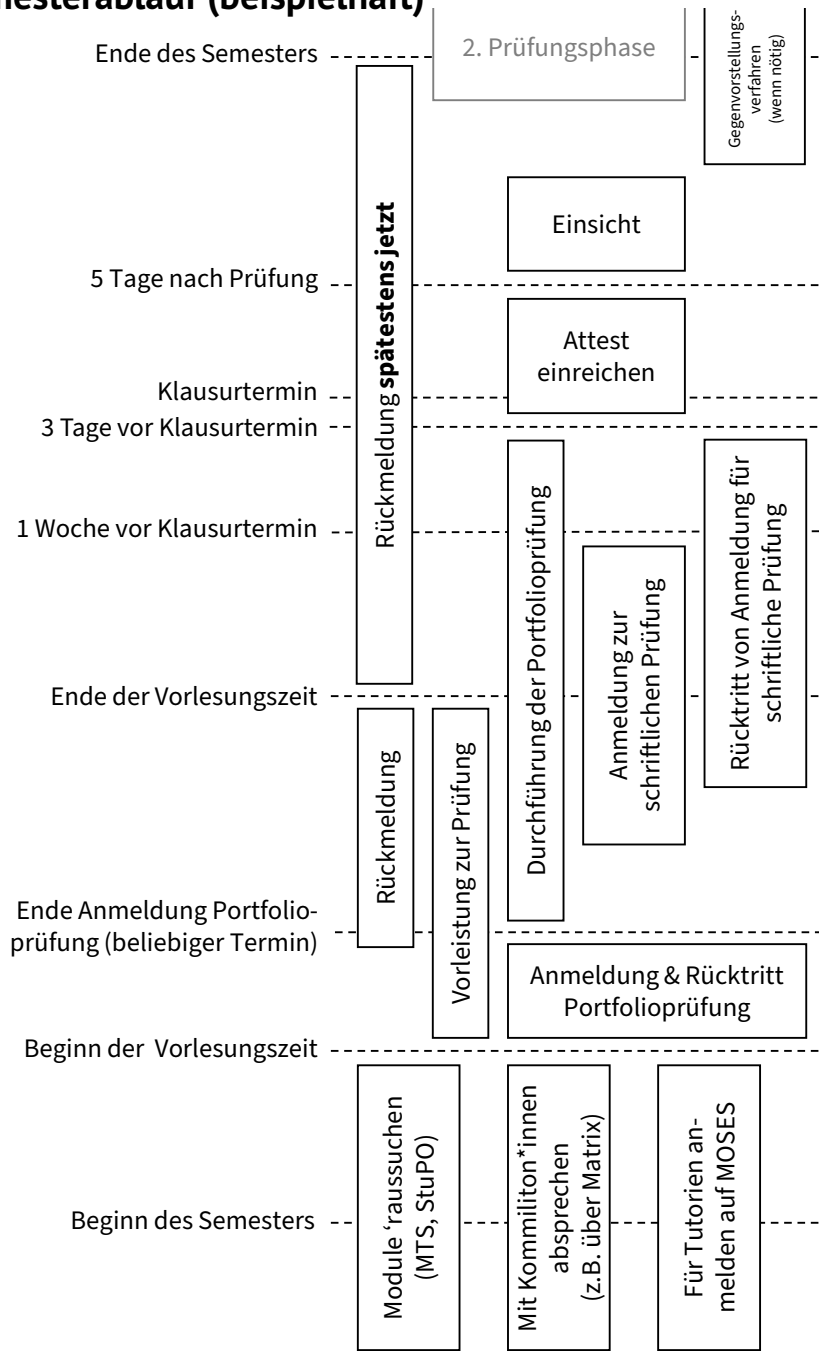 (beispielhaft)
Ende des Semesters
2. Prüfungsphase
Gegenvorstellungs-
verfahren
(wenn nötig)
Rückmeldung spätestens jetzt
Einsicht
5 Tage nach Prüfung
Attest
einreichen
Klausurtermin
3 Tage vor Klausurtermin
1 Woche vor Klausurtermin
Durchführung der Portfolioprüfung
Anmeldung zur
schriftlichen Prüfung
Rücktritt von Anmeldung für
schriftliche Prüfung
Ende der Vorlesungszeit
Rückmeldung
Vorleistung zur Prüfung
Ende Anmeldung Portfolio-
prüfung (beliebiger Termin)
Anmeldung & Rücktritt
Portfolioprüfung
Beginn der Vorlesungszeit
Module ‘raussuchen
(MTS, StuPO)
Mit Kommiliton*innen
absprechen
(z.B. über Matrix)
Für Tutorien an-
melden auf MOSES
Beginn des Semesters